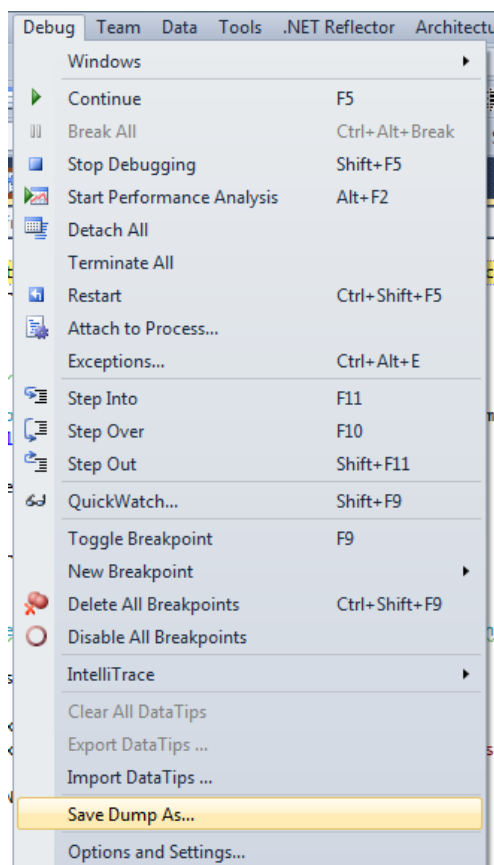 Debug Team Data Tools .NET Reflector
Windows
Continue F5
Break All Ctrl+Alt+Break
Stop Debugging Shift+F5
Start Performance Analysis Alt+F2
Detach All
Terminate All
Restart Ctrl+Shift+F5
Attach to Process...
Exceptions... Ctrl+Alt+E
Step Into F11
Step Over F10
Step Out Shift+F11
QuickWatch... Shift+F9
Toggle Breakpoint F9
New Breakpoint
Delete All Breakpoints Ctrl+Shift+F9
Disable All Breakpoints
IntelliTrace
Clear All DataTips
Export DataTips ...
Import DataTips ...
Save Dump As...
Options and Settings...